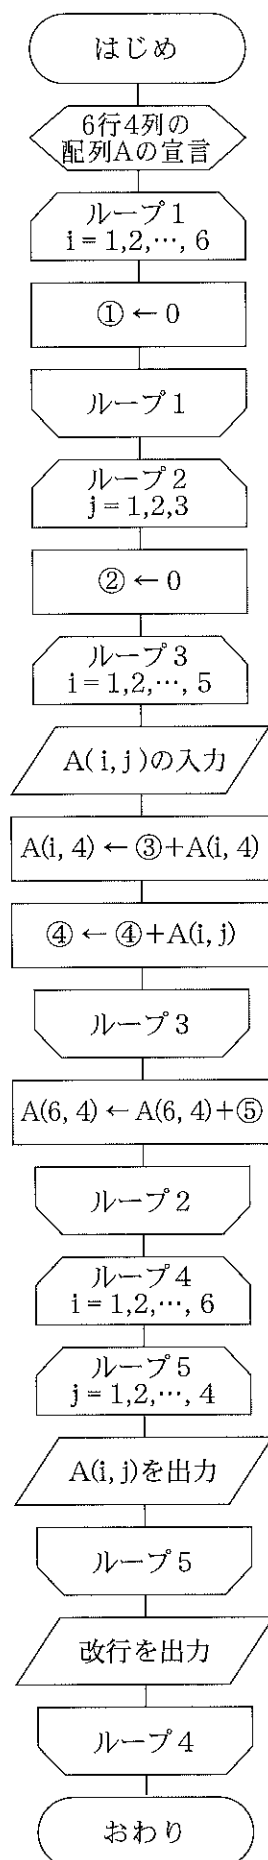 はじめ
6行4列の
配列Aの宣言
ループ1
i = 1,2,…, 6
① ← 0
ループ1
ループ2
j = 1,2,3
② ← 0
ループ3
i = 1,2,…, 5
A( i, j )の入力
A(i, 4) ← ③+A(i, 4)
④ ← ④+A(i, j)
ループ3
A(6, 4) ← A(6, 4)+⑤
ループ2
ループ4
i = 1,2,…, 6
ループ5
j = 1,2,…, 4
A(i, j)を出力
ループ5
改行を出力
ループ4
おわり